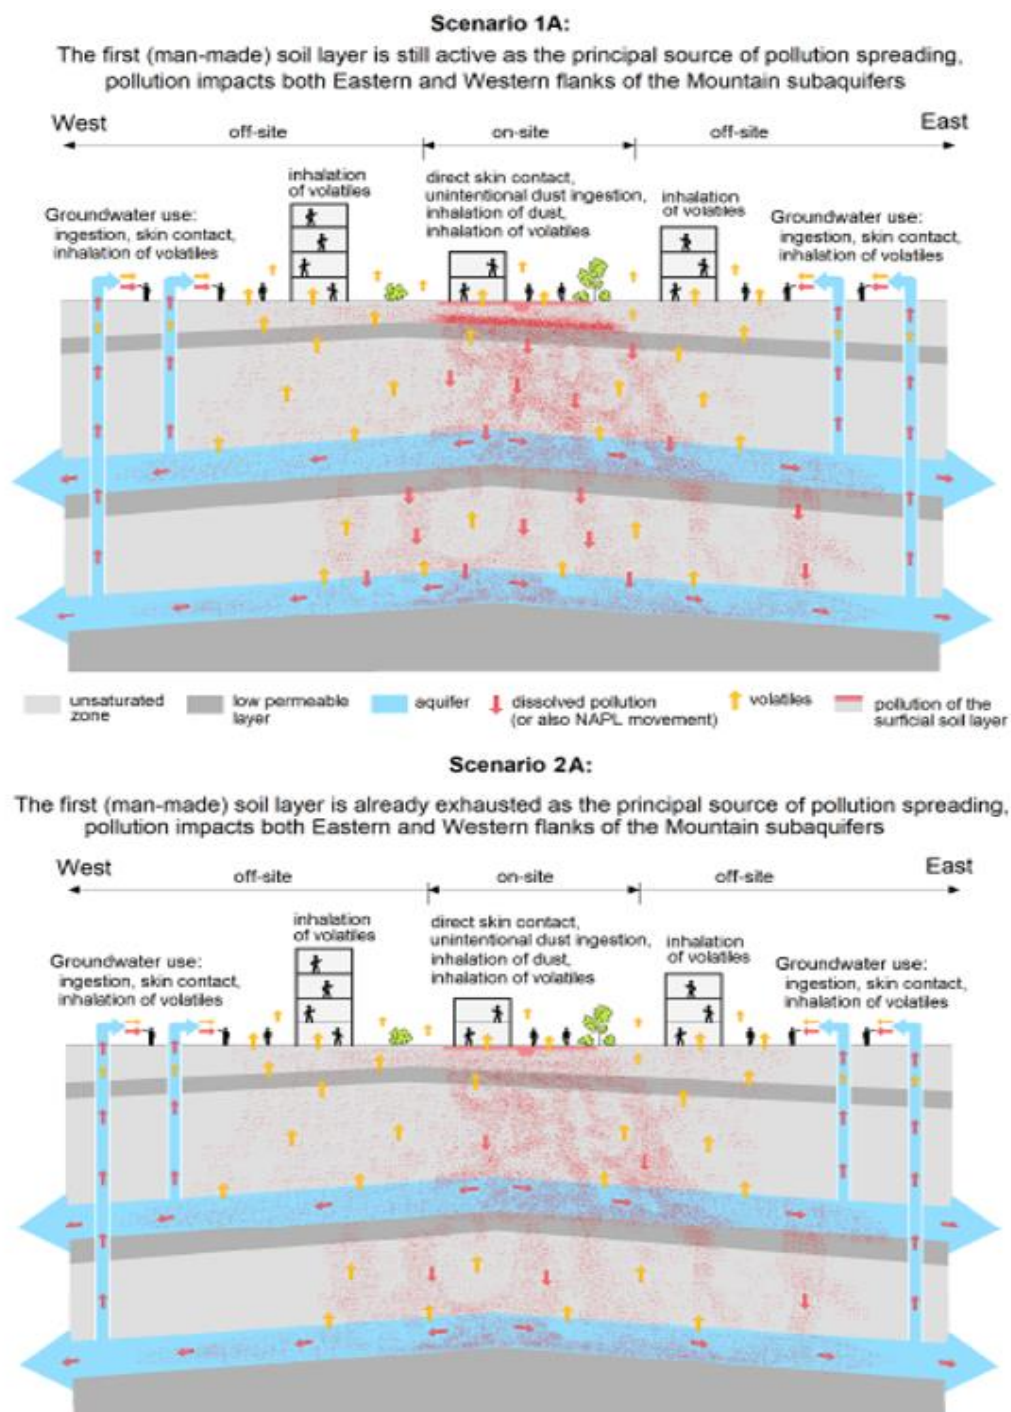 Scenario 1A:
The first (man-made) soil layer is still active as the principal source of pollution spreading,
pollution impacts both Eastern and Western flanks of the Mountain subaquifers
West
off-site
on-site
off-site
East
Groundwater use:
ingestion, skin contact,
inhalation of volatiles
inhalation
of volatiles
direct skin contact,
unintentional dust ingestion,
inhalation of dust,
inhalation of volatiles
inhalation
of volatiles
Groundwater use:
ingestion, skin contact,
inhalation of volatiles
unsaturated
zone
low permeable
layer
aquifer
dissolved pollution
(or also NAPL movement)
volatiles
pollution of the
surficial soil layer
Scenario 2A:
The first (man-made) soil layer is already exhausted as the principal source of pollution spreading,
pollution impacts both Eastern and Western flanks of the Mountain subaquifers
West
off-site
on-site
off-site
East
Groundwater use:
ingestion, skin contact,
inhalation of volatiles
inhalation
of volatiles
direct skin contact,
unintentional dust ingestion,
inhalation of dust,
inhalation of volatiles
inhalation
of volatiles
Groundwater use:
ingestion, skin contact,
inhalation of volatiles